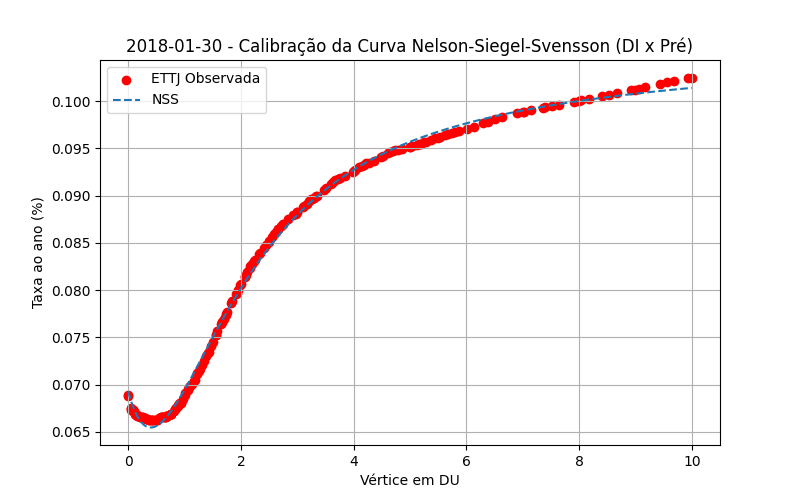 2018-01-30 - Calibração da Curva Nelson-Siegel-Svensson (DI x Pré)
ETTJ Observada
NSS
Taxa ao ano (%)
0.100
0.095
0.090
0.085
0.080
0.075
0.070
0.065
0 2 4 6 8 10
Vértice em DU